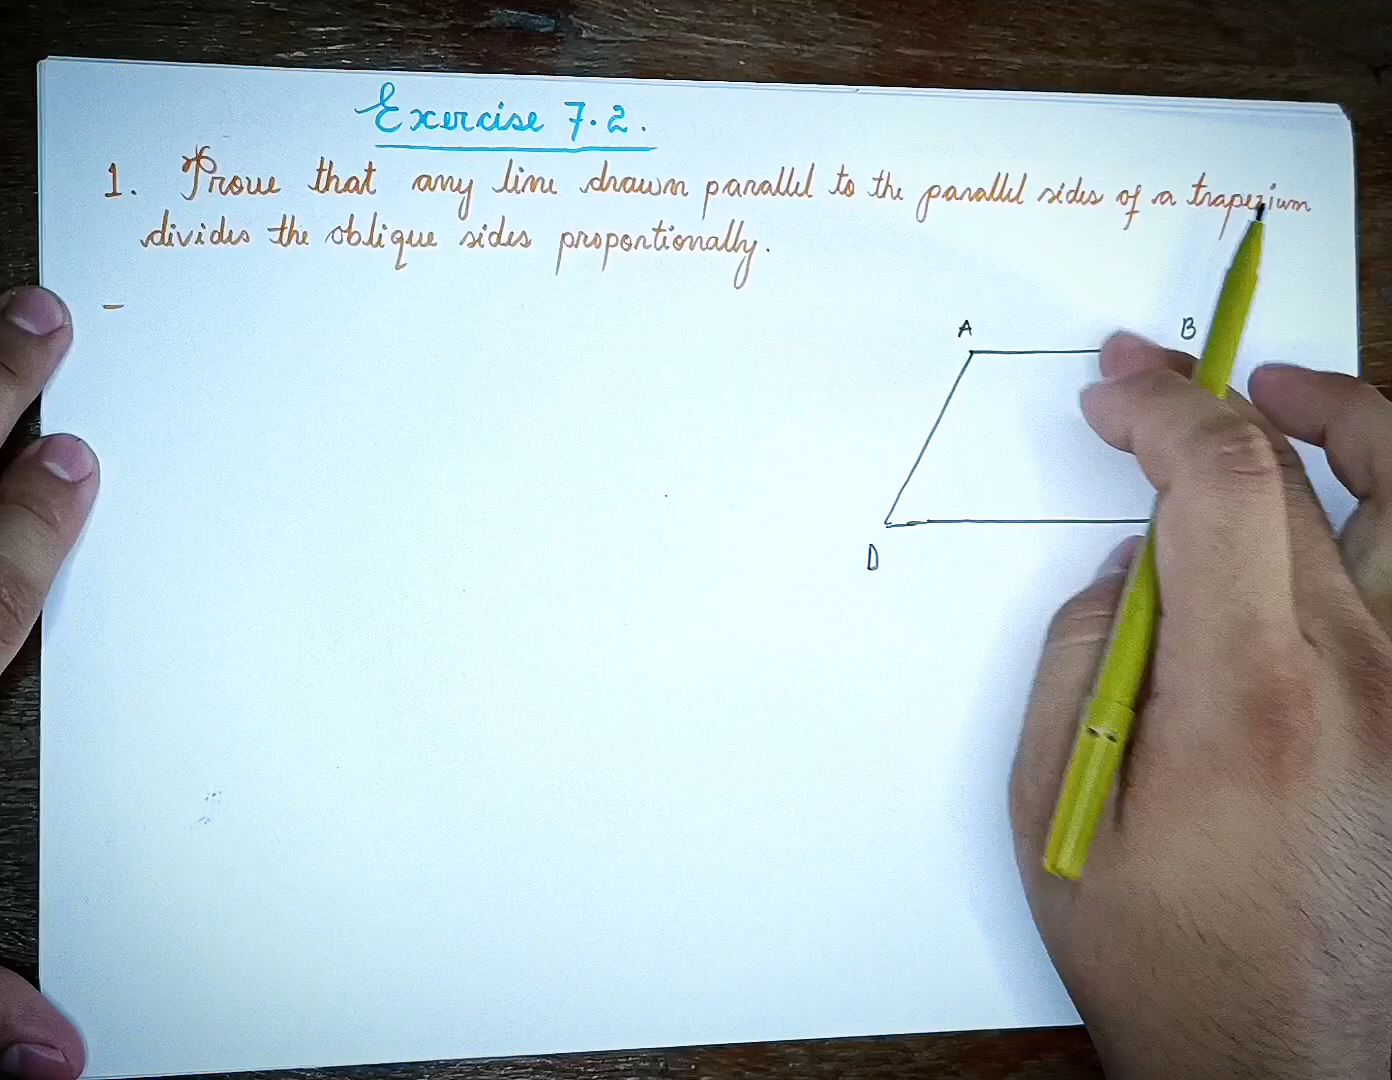 Exercise 7.2.
1. Prove that any line drawn parallel to the parallel sides of a trapezium
divides the oblique sides proportionally.
-
A B
D